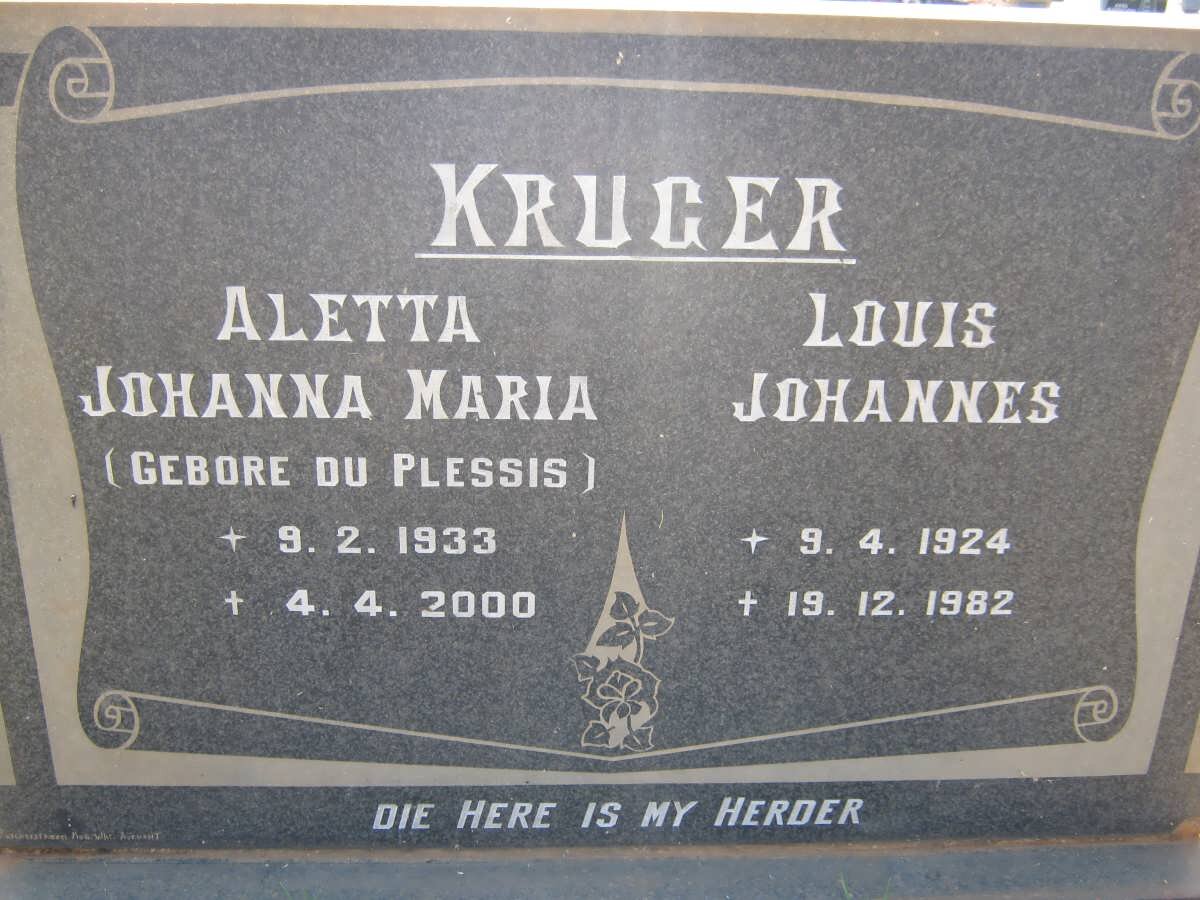 KRUGER
ALETTA
JOHANNA MARIA
(GEBORE DU PLESSIS)
✦ 9. 2. 1933
† 4. 4. 2000
LOUIS
JOHANNES
✦ 9. 4. 1924
† 19. 12. 1982
DIE HERE IS MY HERDER